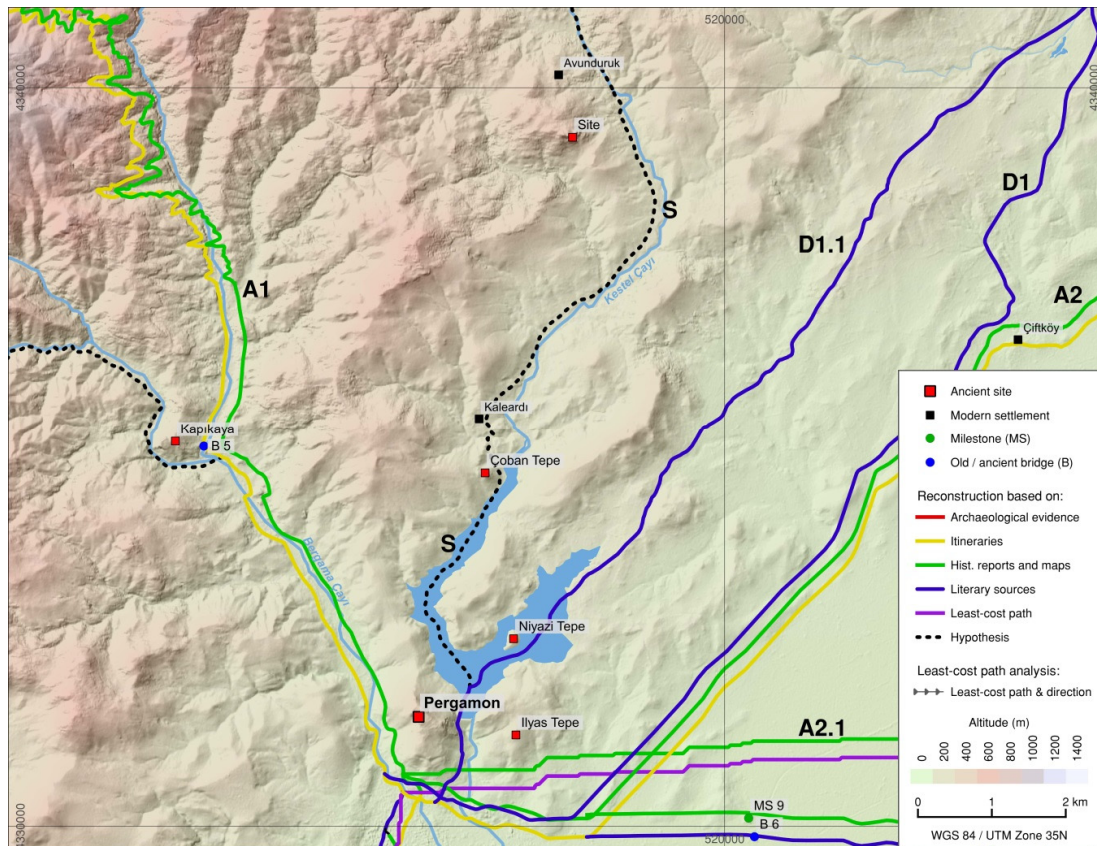 520000
4340000
4340000
Avunduruk
Site
S
D1
D1.1
Kestel Çayı
A1
A2
Çiftköy
Kaleardı
Kapıkaya
B 5
Çoban Tepe
S
Bergama Çayı
Niyazi Tepe
Pergamon
Ilyas Tepe
A2.1
MS 9
B 6
4330000
520000
Ancient site
Modern settlement
Milestone (MS)
Old / ancient bridge (B)
Reconstruction based on:
Archaeological evidence
Itineraries
Hist. reports and maps
Literary sources
Least-cost path
Hypothesis
Least-cost path analysis:
Least-cost path & direction
Altitude (m)
0 200 400 600 800 1000 1200 1400
0 1 2 km
WGS 84 / UTM Zone 35N